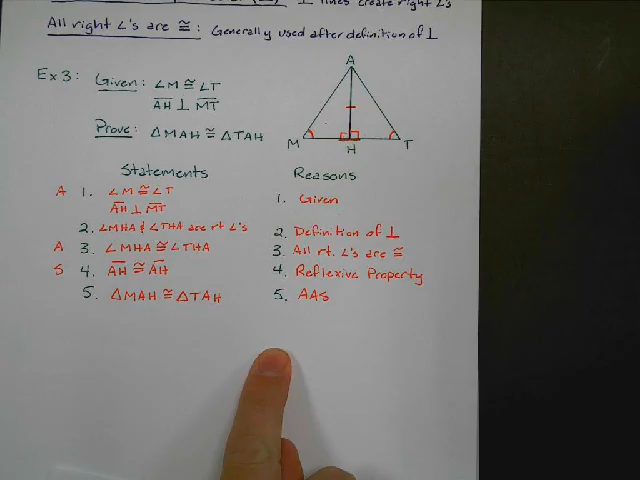 ⊥ lines create right ∠'s
All right ∠'s are ≅ : Generally used after definition of ⊥
Ex 3: Given: ∠M ≅ ∠T
AH ⊥ MT
Prove: △MAH ≅ △TAH
A
M H T
Statements Reasons
A 1. ∠M ≅ ∠T 1. Given
AH ⊥ MT
2. ∠MHA & ∠THA are rt ∠'s 2. Definition of ⊥
A 3. ∠MHA ≅ ∠THA 3. All rt. ∠'s are ≅
S 4. AH ≅ AH 4. Reflexive Property
5. △MAH ≅ △TAH 5. AAS